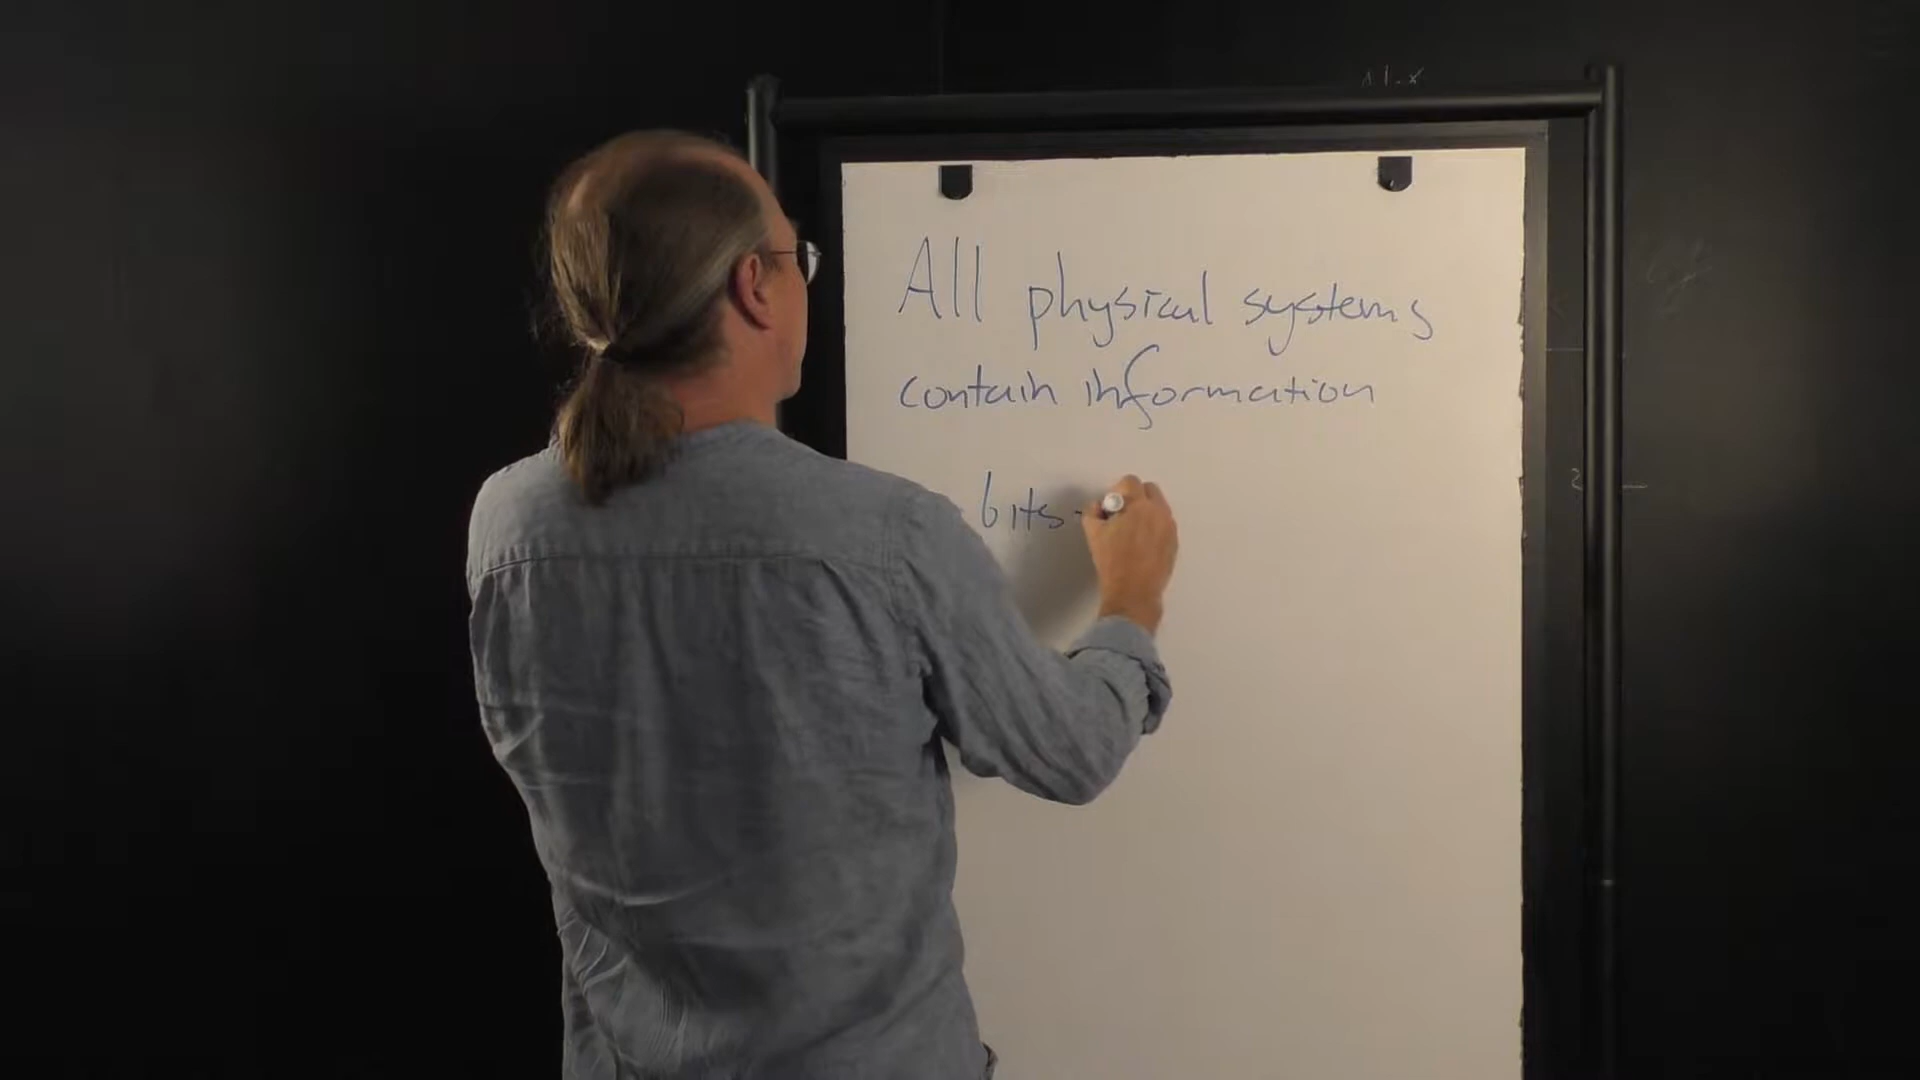 All physical systems
contain information
bits -